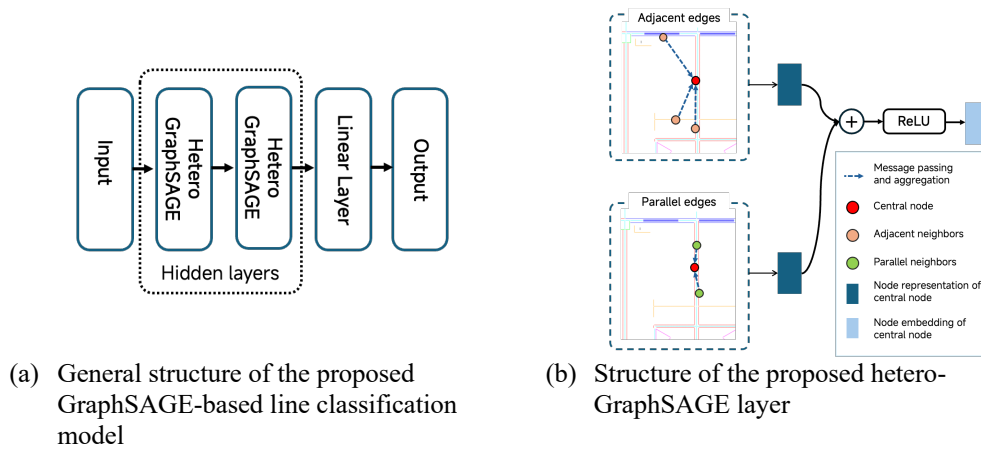 Input
Hetero
GraphSAGE
Hetero
GraphSAGE
Linear Layer
Output
Hidden layers
Adjacent edges
Parallel edges
+
ReLU
Message passing
and aggregation
Central node
Adjacent neighbors
Parallel neighbors
Node representation of
central node
Node embedding of
central node
(a) General structure of the proposed
GraphSAGE-based line classification
model
(b) Structure of the proposed hetero-
GraphSAGE layer